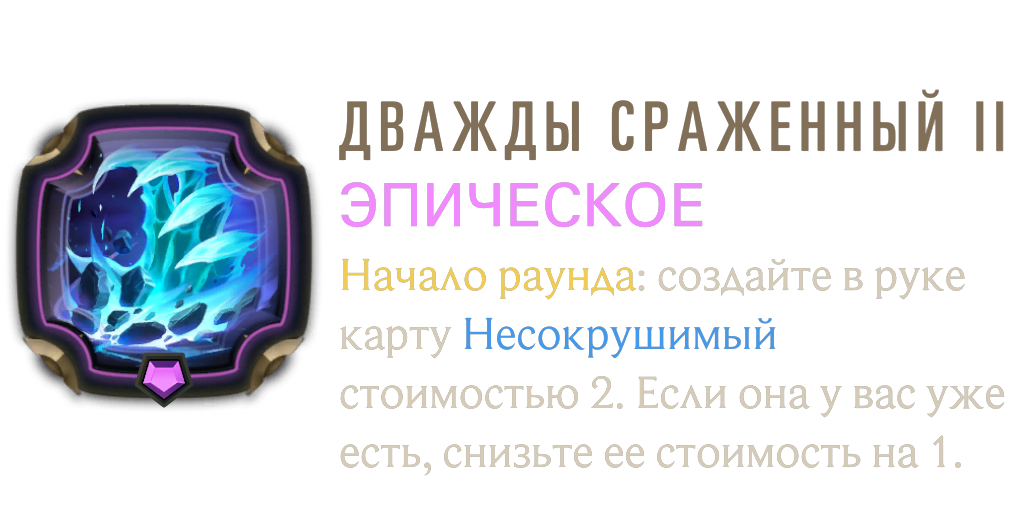 ДВАЖДЫ СРАЖЕННЫЙ II
ЭПИЧЕСКОЕ
Начало раунда: создайте в руке
карту Несокрушимый
стоимостью 2. Если она у вас уже
есть, снизьте ее стоимость на 1.